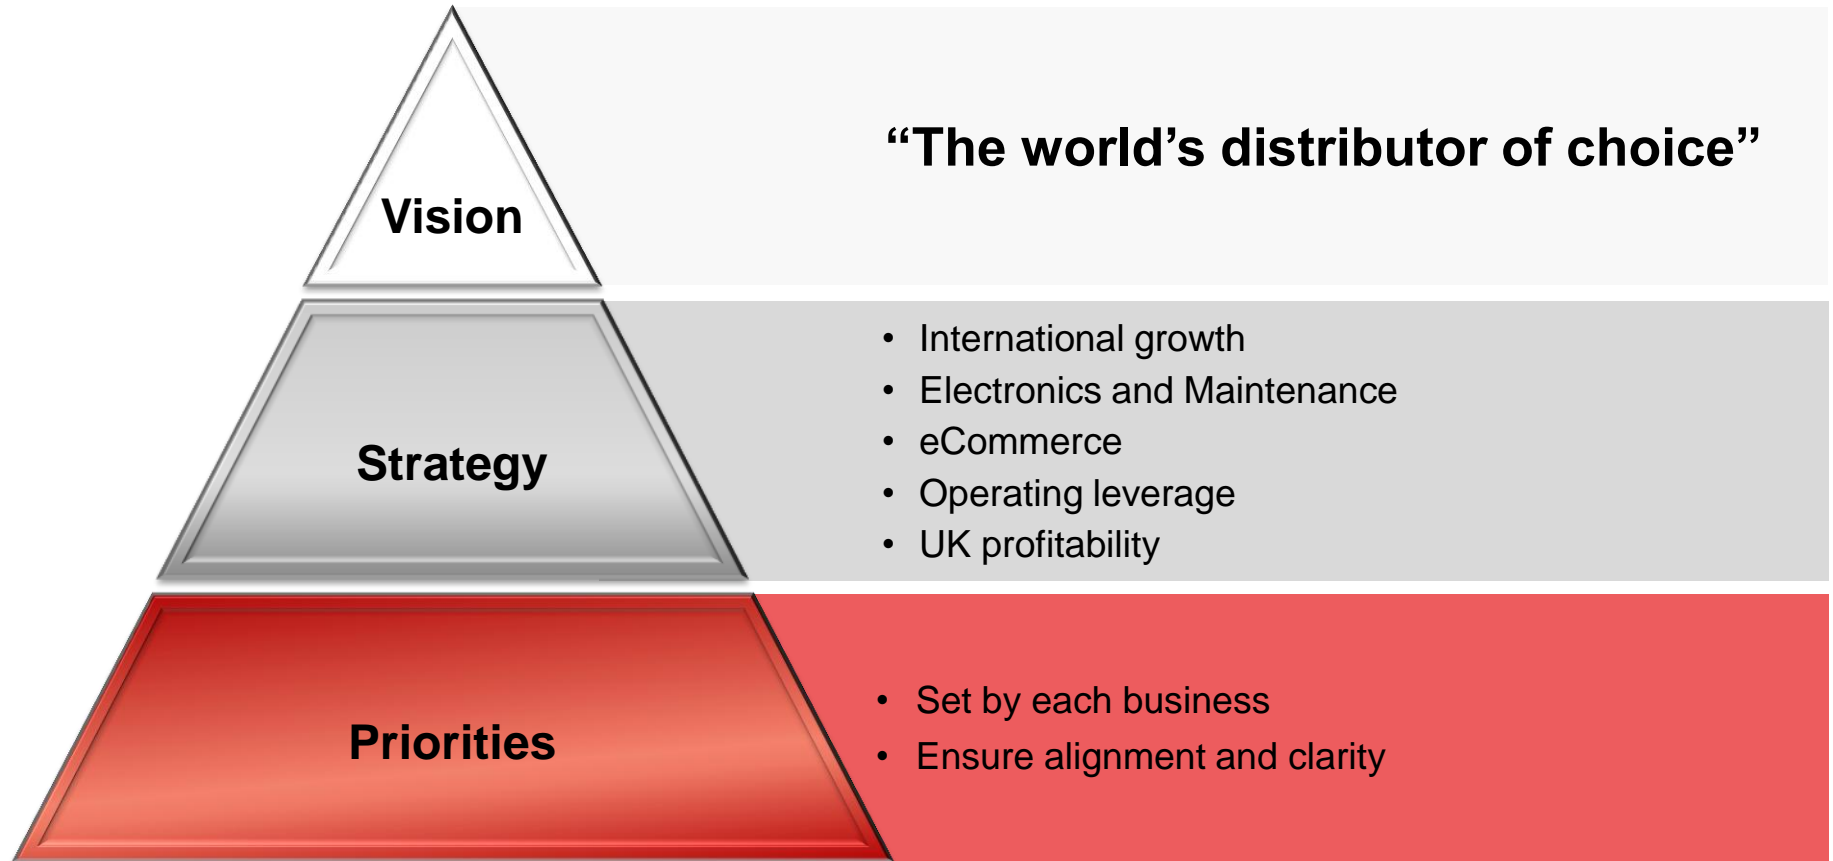 Vision
“The world’s distributor of choice”
Strategy
• International growth
• Electronics and Maintenance
• eCommerce
• Operating leverage
• UK profitability
Priorities
• Set by each business
• Ensure alignment and clarity